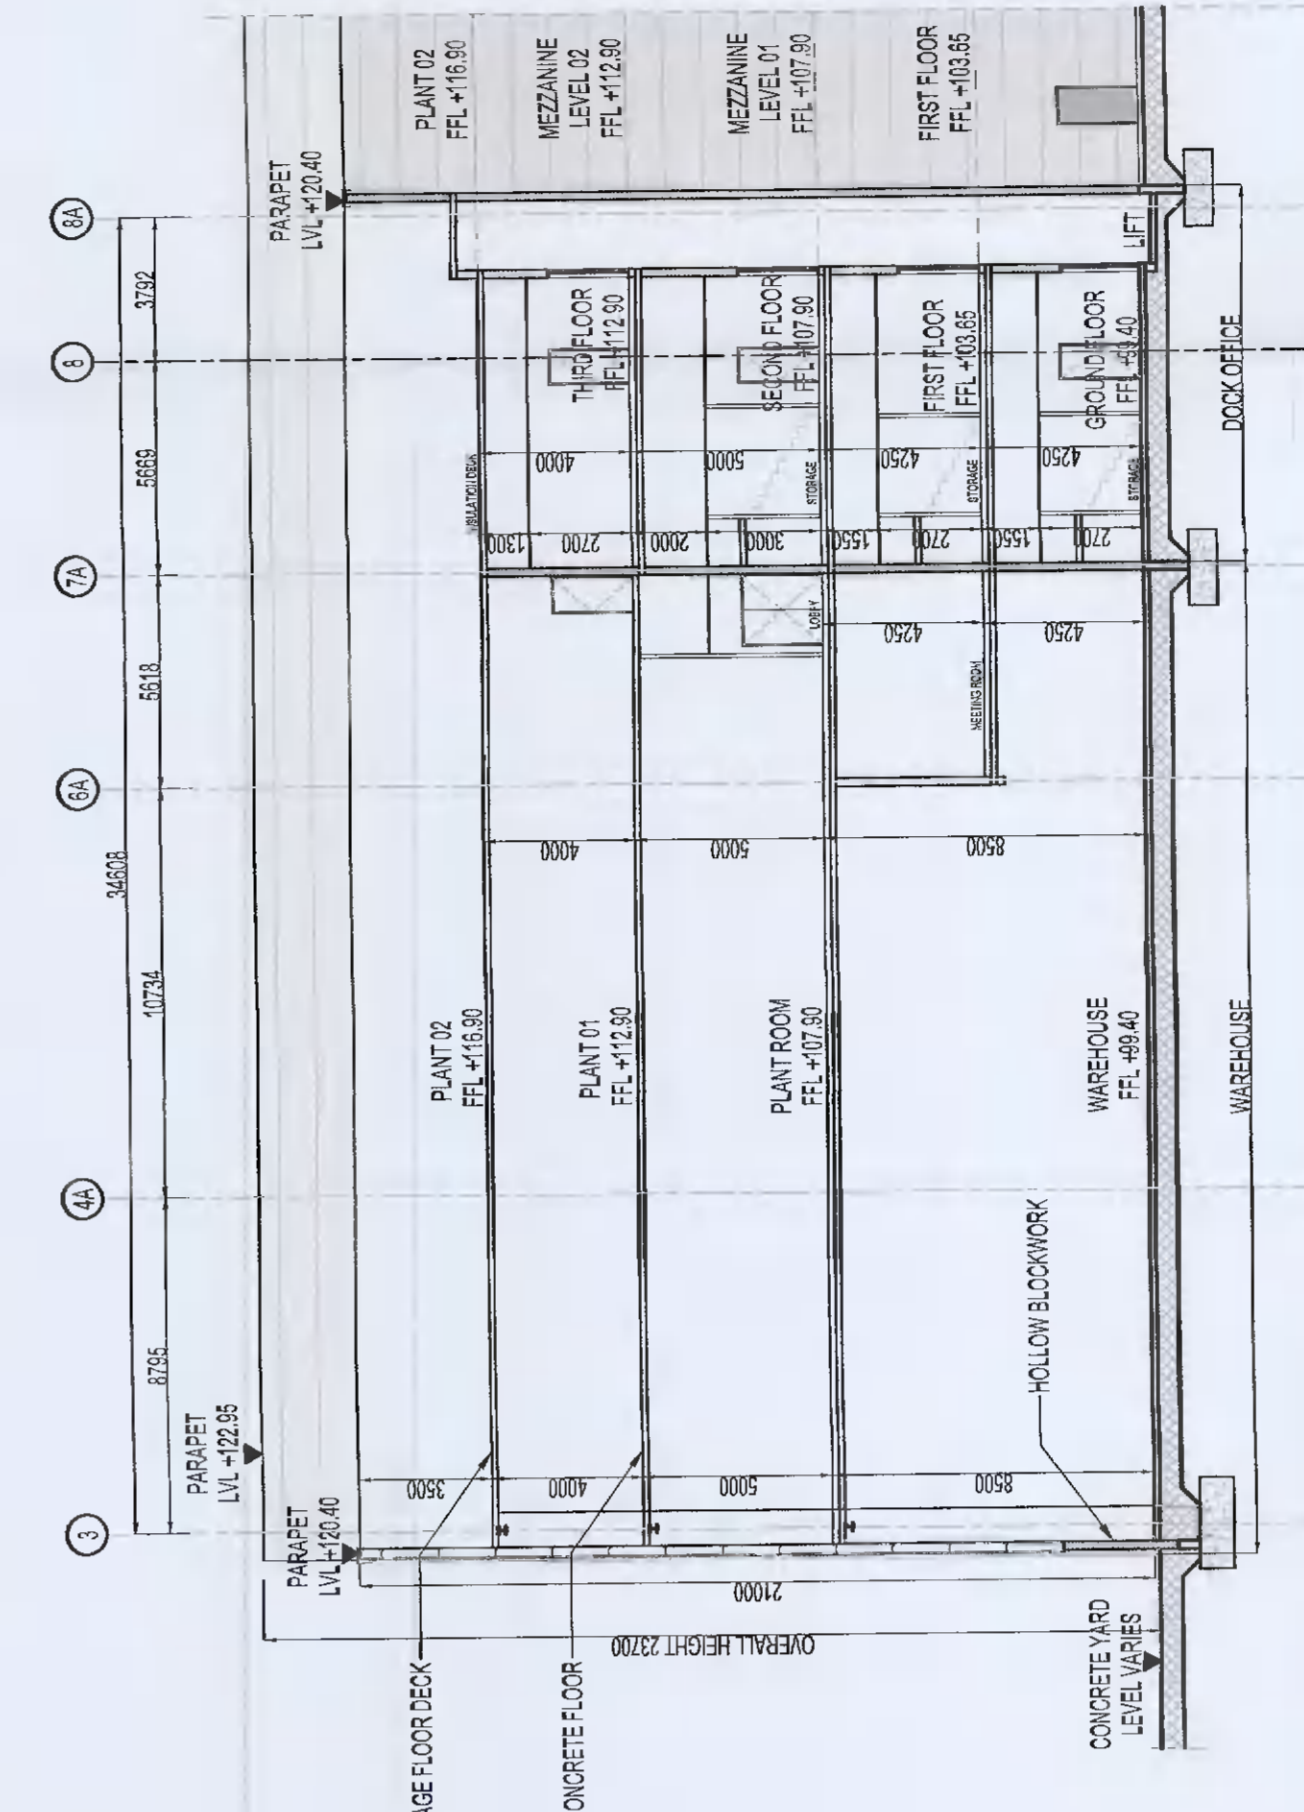 3
4A
6A
7A
8
8A
34608
8795
10734
5618
5669
3792
PARAPET
LVL +122.95
PARAPET
LVL +120.40
PARAPET
LVL +120.40
PLANT 02
FFL +116.90
PLANT 02
FFL +116.90
MEZZANINE
LEVEL 02
FFL +112.90
MEZZANINE
LEVEL 01
FFL +107.90
FIRST FLOOR
FFL +103.65
PLANT 01
FFL +112.90
PLANT ROOM
FFL +107.90
WAREHOUSE
FFL +99.40
THIRD FLOOR
FFL +112.90
SECOND FLOOR
FFL +107.90
FIRST FLOOR
FFL +103.65
GROUND FLOOR
FFL +99.40
3500
4000
5000
8500
4000
5000
8500
4250
4250
1300
2700
2000
3000
1550
2700
1550
2700
4000
5000
4250
4250
STORAGE
STORAGE
STORAGE
LOBBY
MEETING ROOM
LIFT
21000
OVERALL HEIGHT 23700
AGE FLOOR DECK
ONCRETE FLOOR
HOLLOW BLOCKWORK
CONCRETE YARD
LEVEL VARIES
WAREHOUSE
DOCK OFFICE